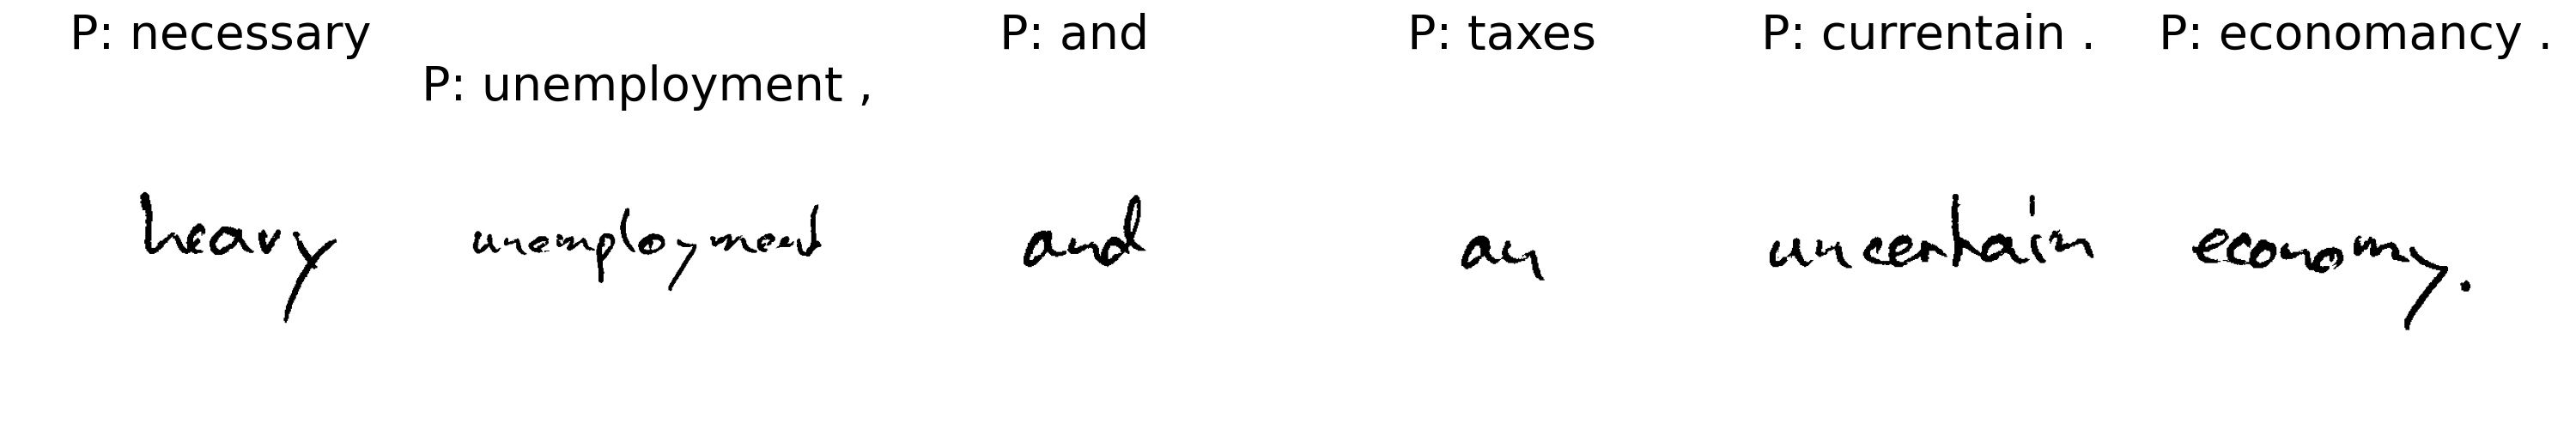 P: necessary P: and P: taxes P: currentain . P: economancy .
P: unemployment ,
heavy unemployment and an uncertain economy.